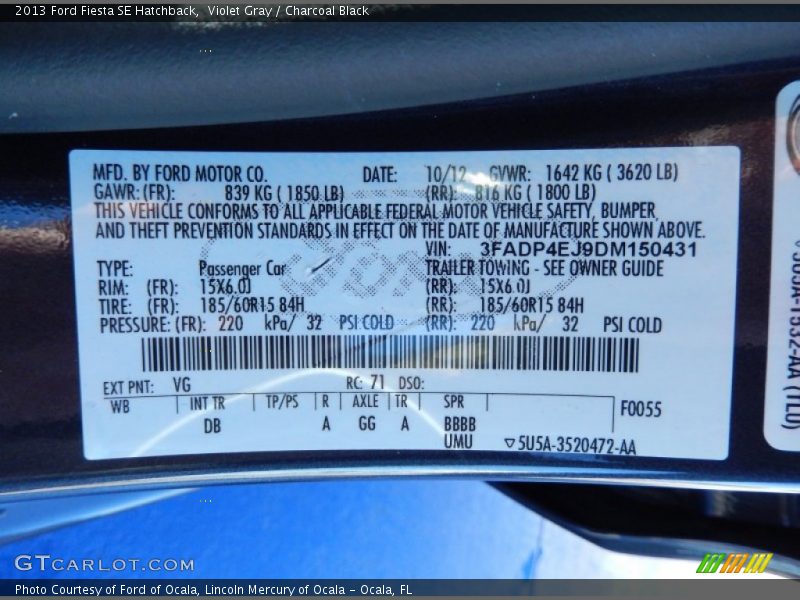 2013 Ford Fiesta SE Hatchback,  Violet Gray / Charcoal Black
MFD. BY FORD MOTOR CO. DATE: 10/12 GVWR: 1642 KG ( 3620 LB)
GAWR: (FR): 839 KG ( 1850 LB) (RR): 816 KG ( 1800 LB)
THIS VEHICLE CONFORMS TO ALL APPLICABLE FEDERAL MOTOR VEHICLE SAFETY, BUMPER,
AND THEFT PREVENTION STANDARDS IN EFFECT ON THE DATE OF MANUFACTURE SHOWN ABOVE.
VIN: 3FADP4EJ9DM150431
TYPE: Passenger Car TRAILER TOWING - SEE OWNER GUIDE
RIM: (FR): 15X6.0J (RR): 15X6.0J
TIRE: (FR): 185/60R15 84H (RR): 185/60R15 84H
PRESSURE: (FR): 220 kPa/ 32 PSI COLD (RR): 220 kPa/ 32 PSI COLD
EXT PNT: VG RC: 71 DSO:
WB INT TR TP/PS R AXLE TR SPR F0055
DB A GG A BBBB
UMU ▽5U5A-3520472-AA
GTCARLOT.COM
Photo Courtesy of Ford of Ocala, Lincoln Mercury of Ocala - Ocala, FL